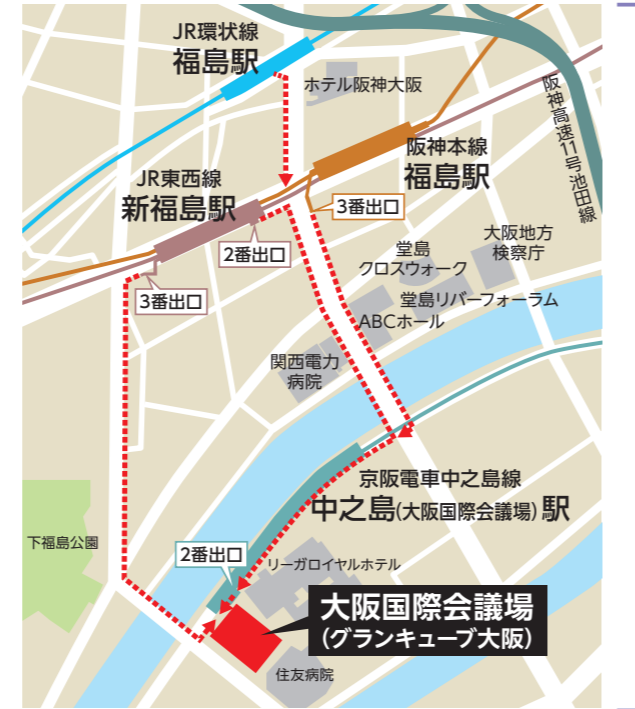 JR環状線
福島駅
ホテル阪神大阪
阪神高速11号池田線
阪神本線
福島駅
JR東西線
新福島駅
3番出口
2番出口
3番出口
大阪地方
検察庁
堂島
クロスウォーク
堂島リバーフォーラム
ABCホール
関西電力
病院
京阪電車中之島線
中之島(大阪国際会議場)駅
下福島公園
2番出口
リーガロイヤルホテル
大阪国際会議場
(グランキューブ大阪)
住友病院